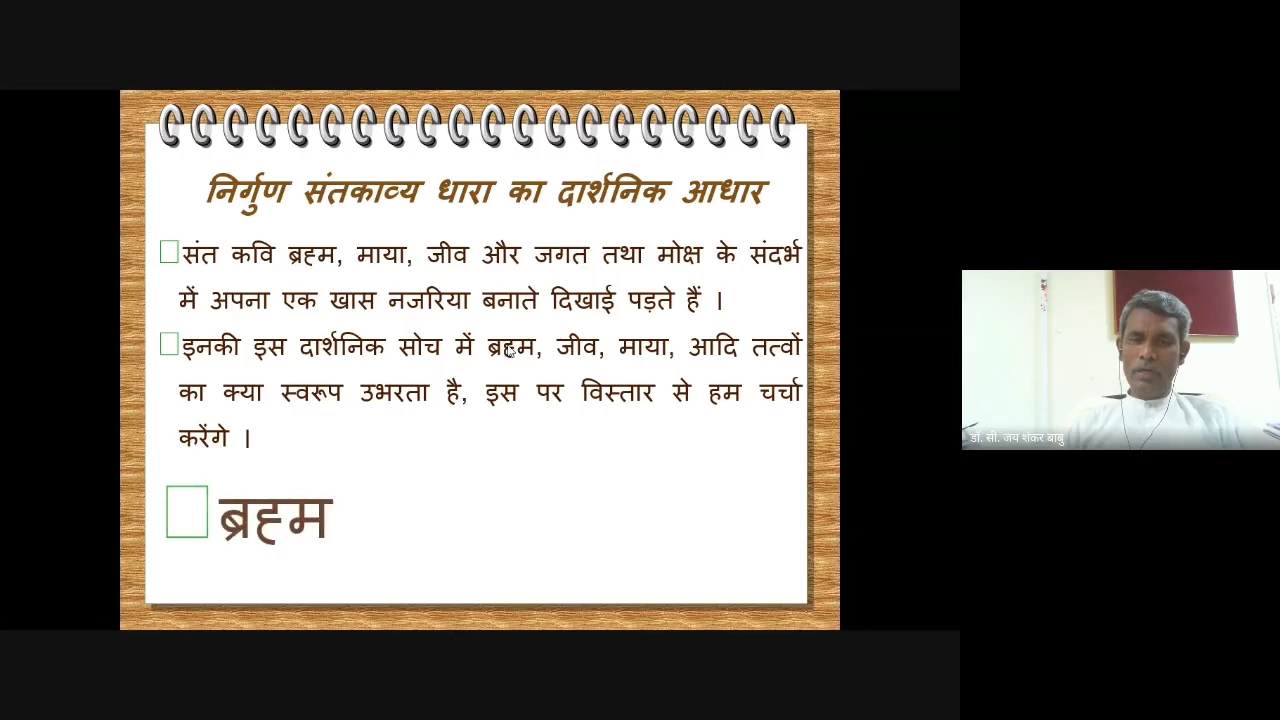 निर्गुण संतकाव्य धारा का दार्शनिक आधार
संत कवि ब्रह्म, माया, जीव और जगत तथा मोक्ष के संदर्भ
में अपना एक खास नजरिया बनाते दिखाई पड़ते हैं ।
इनकी इस दार्शनिक सोच में ब्रह्म, जीव, माया, आदि तत्वों
का क्या स्वरूप उभरता है, इस पर विस्तार से हम चर्चा
करेंगे ।
ब्रह्म
डॉ. सी. जय शंकर बाबु